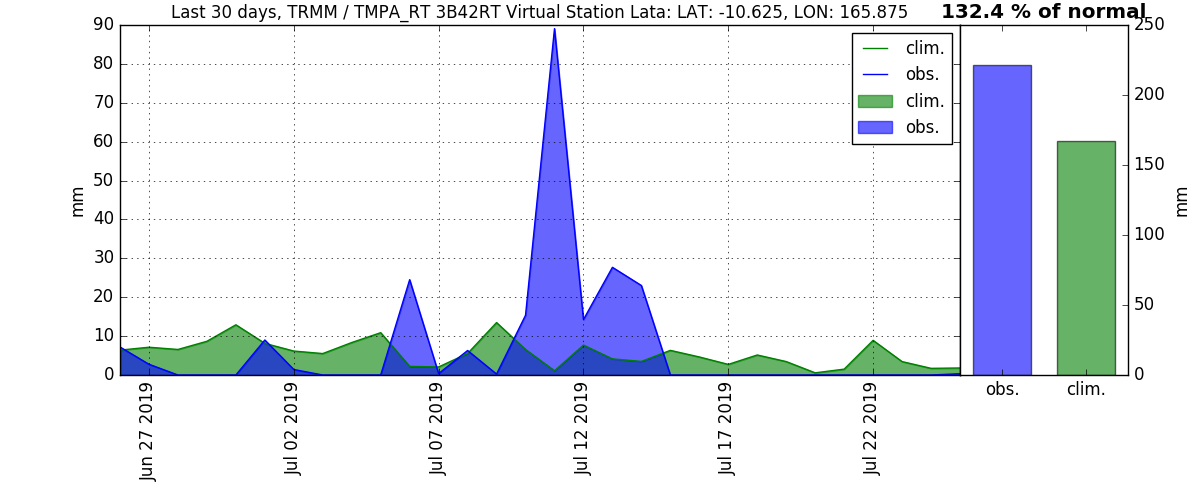 Last 30 days, TRMM / TMPA_RT 3B42RT Virtual Station Lata: LAT: -10.625, LON: 165.875
132.4 % of normal
90
80
70
60
50
40
30
20
10
0
mm
clim.
obs.
clim.
obs.
Jun 27 2019
Jul 02 2019
Jul 07 2019
Jul 12 2019
Jul 17 2019
Jul 22 2019
250
200
150
100
50
0
mm
obs.
clim.